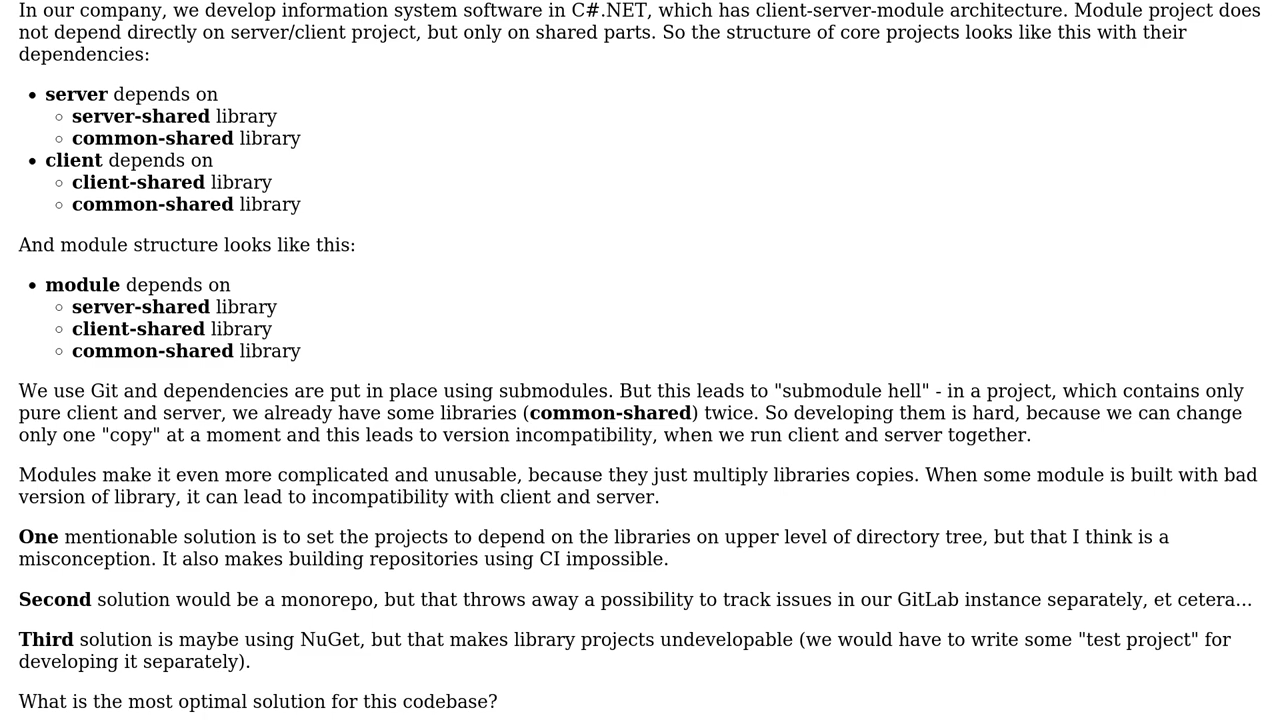 In our company, we develop information system software in C#.NET, which has client-server-module architecture. Module project does
not depend directly on server/client project, but only on shared parts. So the structure of core projects looks like this with their
dependencies:
• server depends on
◦ server-shared library
◦ common-shared library
• client depends on
◦ client-shared library
◦ common-shared library
And module structure looks like this:
• module depends on
◦ server-shared library
◦ client-shared library
◦ common-shared library
We use Git and dependencies are put in place using submodules. But this leads to "submodule hell" - in a project, which contains only
pure client and server, we already have some libraries (common-shared) twice. So developing them is hard, because we can change
only one "copy" at a moment and this leads to version incompatibility, when we run client and server together.
Modules make it even more complicated and unusable, because they just multiply libraries copies. When some module is built with bad
version of library, it can lead to incompatibility with client and server.
One mentionable solution is to set the projects to depend on the libraries on upper level of directory tree, but that I think is a
misconception. It also makes building repositories using CI impossible.
Second solution would be a monorepo, but that throws away a possibility to track issues in our GitLab instance separately, et cetera...
Third solution is maybe using NuGet, but that makes library projects undevelopable (we would have to write some "test project" for
developing it separately).
What is the most optimal solution for this codebase?